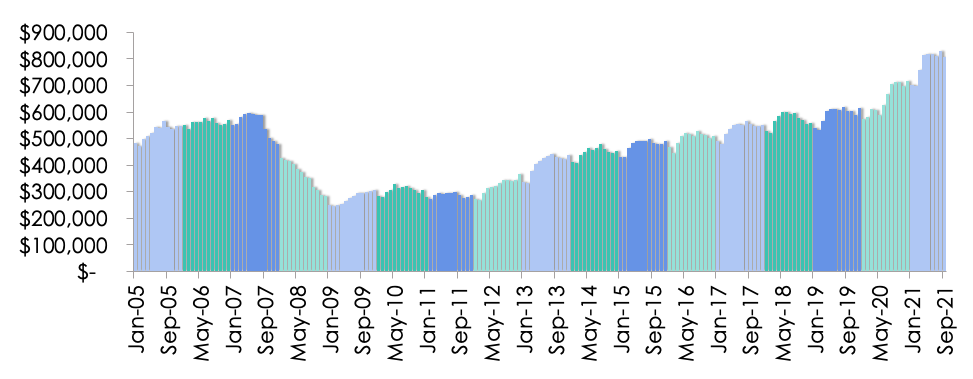 $900,000
$800,000
$700,000
$600,000
$500,000
$400,000
$300,000
$200,000
$100,000
$-
Jan-05
Sep-05
May-06
Jan-07
Sep-07
May-08
Jan-09
Sep-09
May-10
Jan-11
Sep-11
May-12
Jan-13
Sep-13
May-14
Jan-15
Sep-15
May-16
Jan-17
Sep-17
May-18
Jan-19
Sep-19
May-20
Jan-21
Sep-21